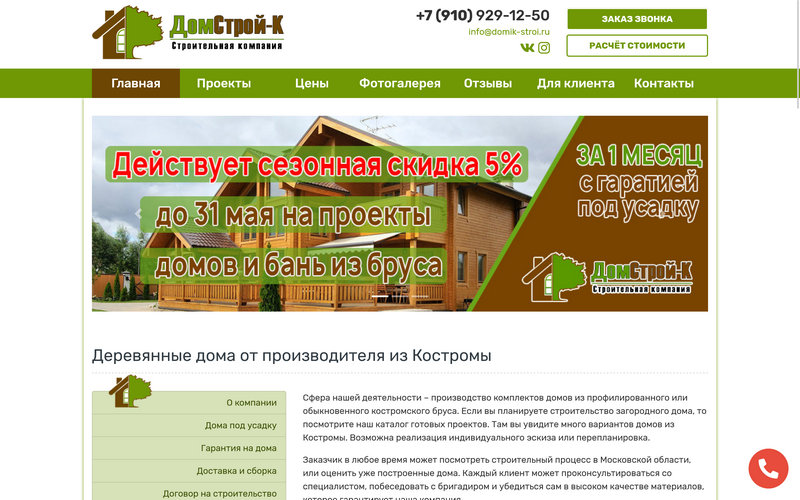 ДомСтрой-К
Строительная компания
+7 (910) 929-12-50
info@domik-stroi.ru
ЗАКАЗ ЗВОНКА
РАСЧЁТ СТОИМОСТИ
Главная
Проекты
Цены
Фотогалерея
Отзывы
Для клиента
Контакты
Действует сезонная скидка 5%
до 31 мая на проекты
домов и бань из бруса
ЗА 1 МЕСЯЦ
с гаратией
под усадку
ДомСтрой-К
Строительная компания
Деревянные дома от производителя из Костромы
О компании
Дома под усадку
Гарантия на дома
Доставка и сборка
Договор на строительство
Сфера нашей деятельности – производство комплектов домов из профилированного или
обыкновенного костромского бруса. Если вы планируете строительство загородного дома, то
посмотрите наш каталог готовых проектов. Там вы увидите много вариантов домов из
Костромы. Возможна реализация индивидуального эскиза или перепланировка.
Заказчик в любое время может посмотреть строительный процесс в Московской области,
или оценить уже построенные дома. Каждый клиент может проконсультироваться со
специалистом, побеседовать с бригадиром и убедиться сам в высоком качестве материалов,
которое гарантирует наша компания.